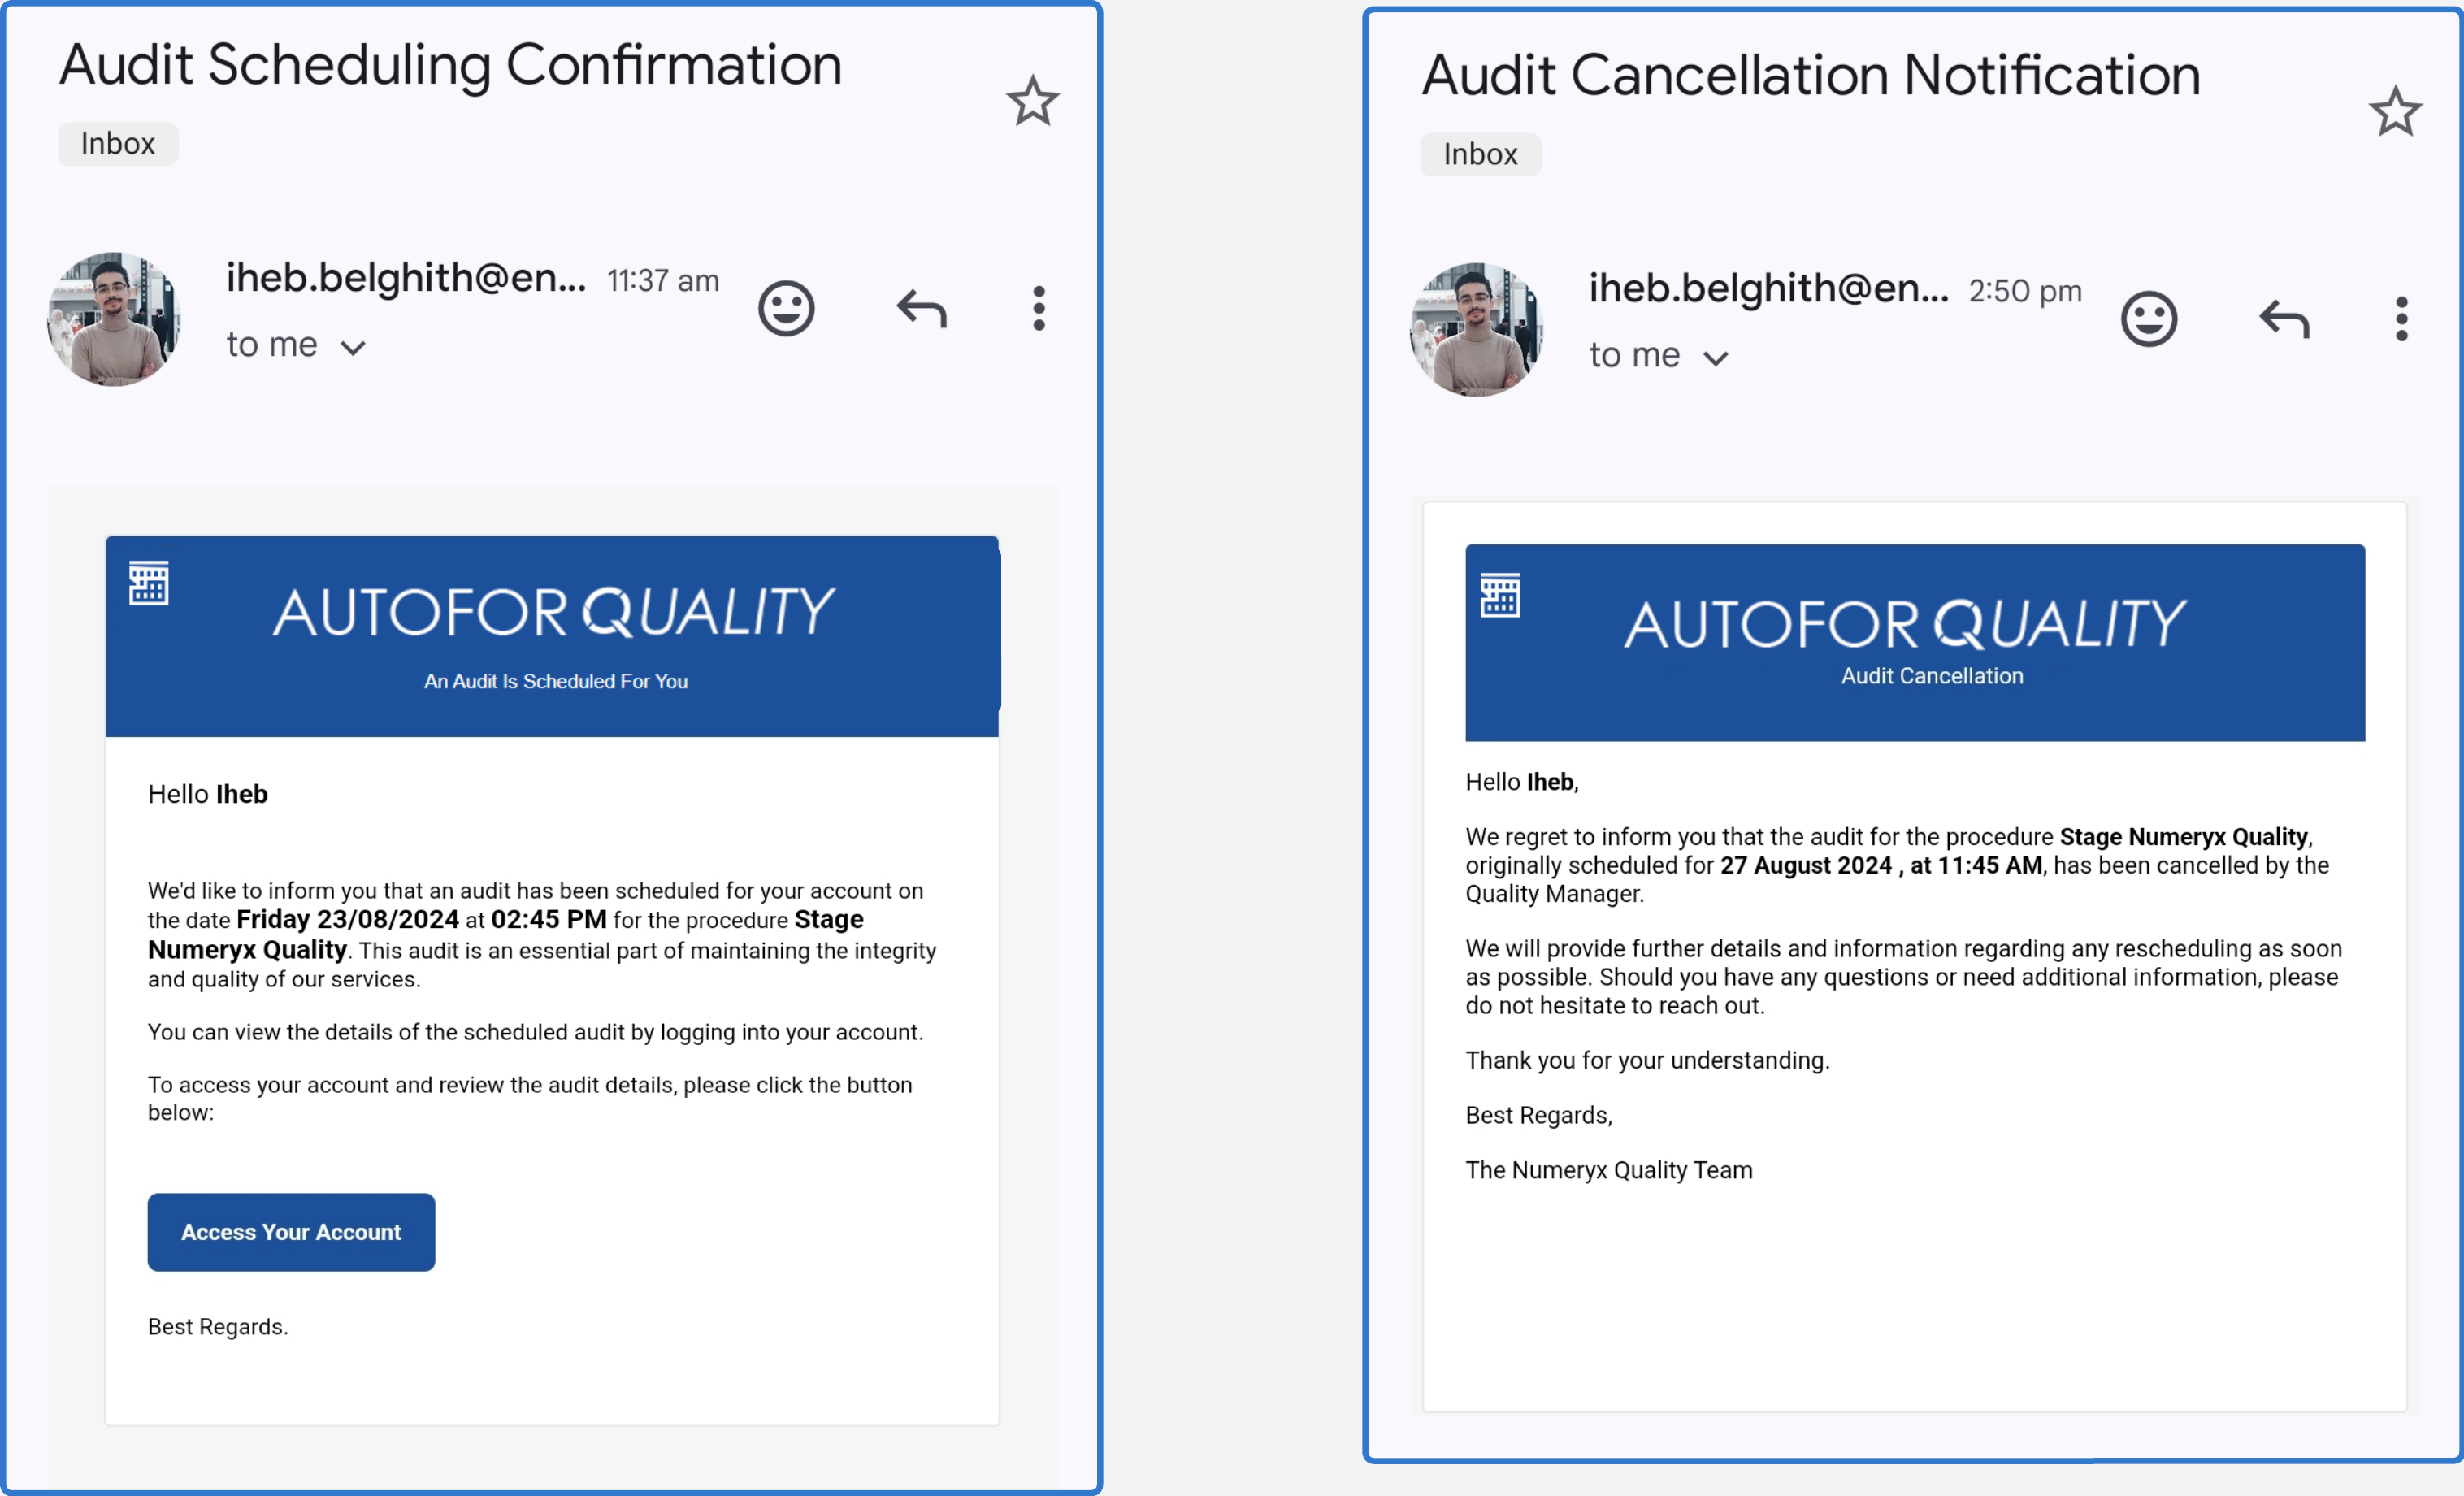 Audit Scheduling Confirmation
Inbox
iheb.belghith@en... 11:37 am
to me
AUTOFOR QUALITY
An Audit Is Scheduled For You
Hello Iheb
We'd like to inform you that an audit has been scheduled for your account on
the date Friday 23/08/2024 at 02:45 PM for the procedure Stage
Numeryx Quality. This audit is an essential part of maintaining the integrity
and quality of our services.
You can view the details of the scheduled audit by logging into your account.
To access your account and review the audit details, please click the button
below:
Access Your Account
Best Regards.
Audit Cancellation Notification
Inbox
iheb.belghith@en... 2:50 pm
to me
AUTOFOR QUALITY
Audit Cancellation
Hello Iheb,
We regret to inform you that the audit for the procedure Stage Numeryx Quality,
originally scheduled for 27 August 2024 , at 11:45 AM, has been cancelled by the
Quality Manager.
We will provide further details and information regarding any rescheduling as soon
as possible. Should you have any questions or need additional information, please
do not hesitate to reach out.
Thank you for your understanding.
Best Regards,
The Numeryx Quality Team